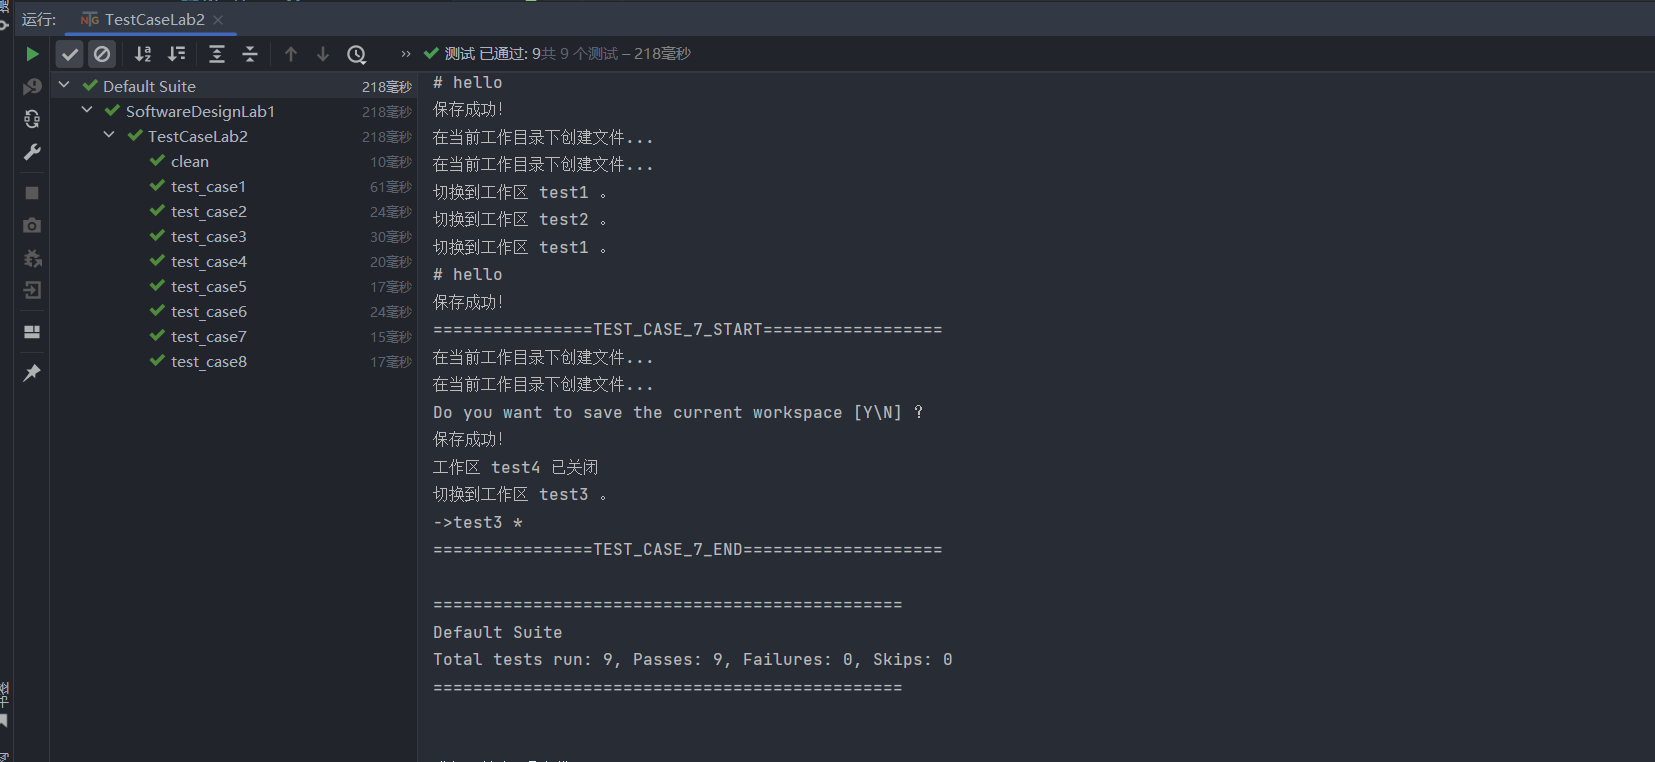 运行:
TestCaseLab2
测试 已通过: 9共 9 个测试 – 218毫秒
Default Suite 218毫秒
SoftwareDesignLab1 218毫秒
TestCaseLab2 218毫秒
clean 10毫秒
test_case1 61毫秒
test_case2 24毫秒
test_case3 30毫秒
test_case4 20毫秒
test_case5 17毫秒
test_case6 24毫秒
test_case7 15毫秒
test_case8 17毫秒
# hello
保存成功!
在当前工作目录下创建文件...
在当前工作目录下创建文件...
切换到工作区 test1 。
切换到工作区 test2 。
切换到工作区 test1 。
# hello
保存成功!
================TEST_CASE_7_START==================
在当前工作目录下创建文件...
在当前工作目录下创建文件...
Do you want to save the current workspace [Y\N] ？
保存成功!
工作区 test4 已关闭
切换到工作区 test3 。
->test3 *
================TEST_CASE_7_END====================
===============================================
Default Suite
Total tests run: 9, Passes: 9, Failures: 0, Skips: 0
===============================================